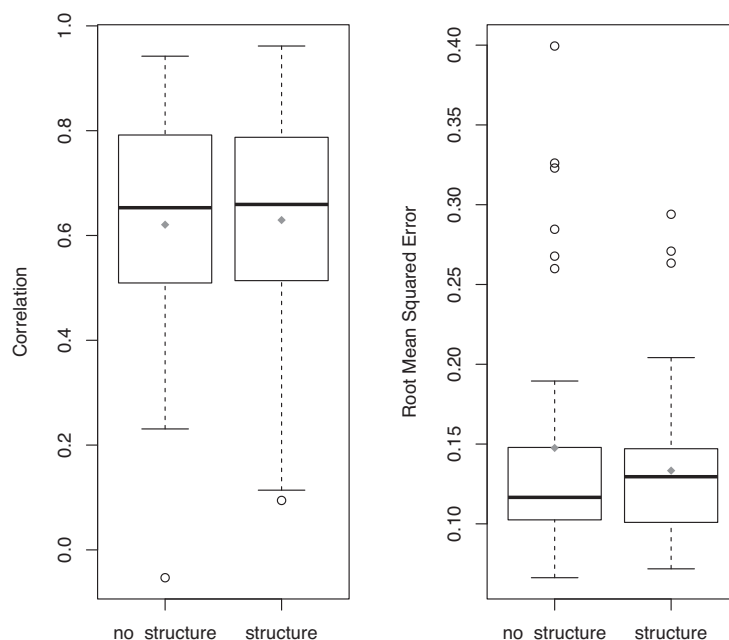 Correlation
1.0
0.8
0.6
0.4
0.2
0.0
no structure
structure
Root Mean Squared Error
0.40
0.35
0.30
0.25
0.20
0.15
0.10
no structure
structure